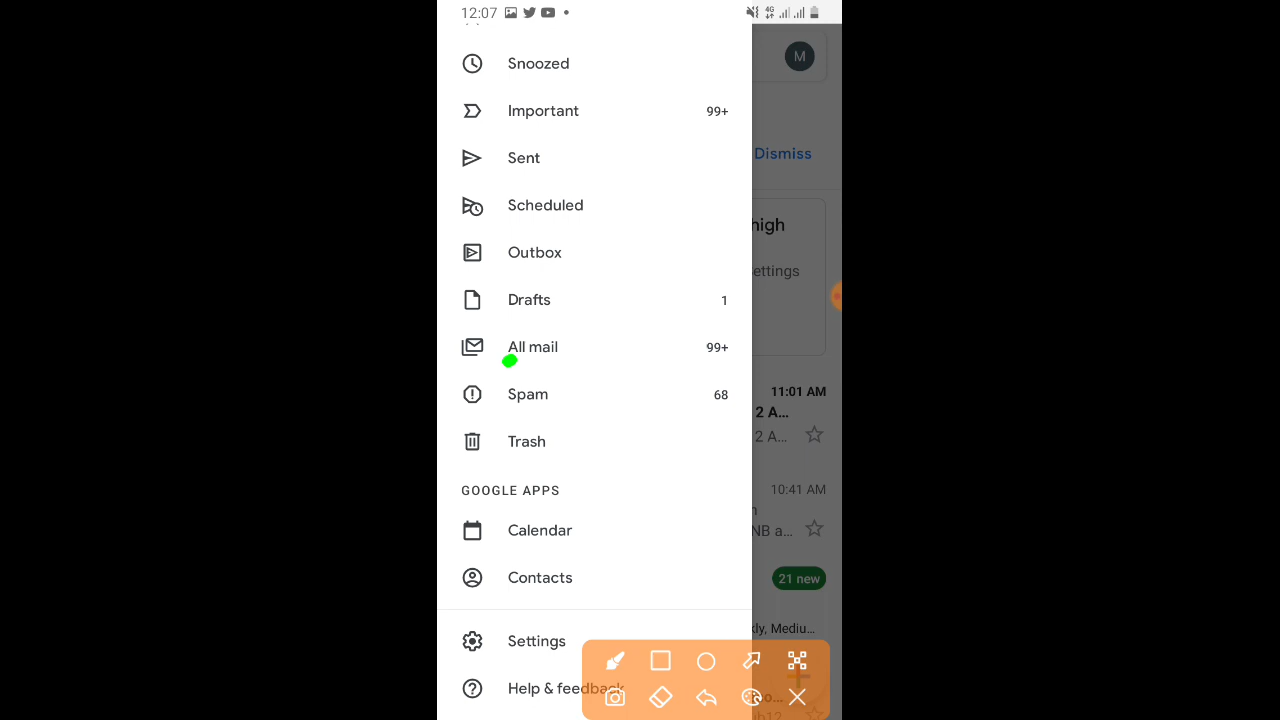 12:07
4G
Snoozed
M
Important 99+
Sent
Dismiss
Scheduled
high
Outbox
ettings
Drafts 1
All mail 99+
11:01 AM
Spam 68
2 A...
2 A...
Trash
GOOGLE APPS
10:41 AM
Calendar
NB a...
Contacts
21 new
Settings
dly, Mediu...
Help & feedback